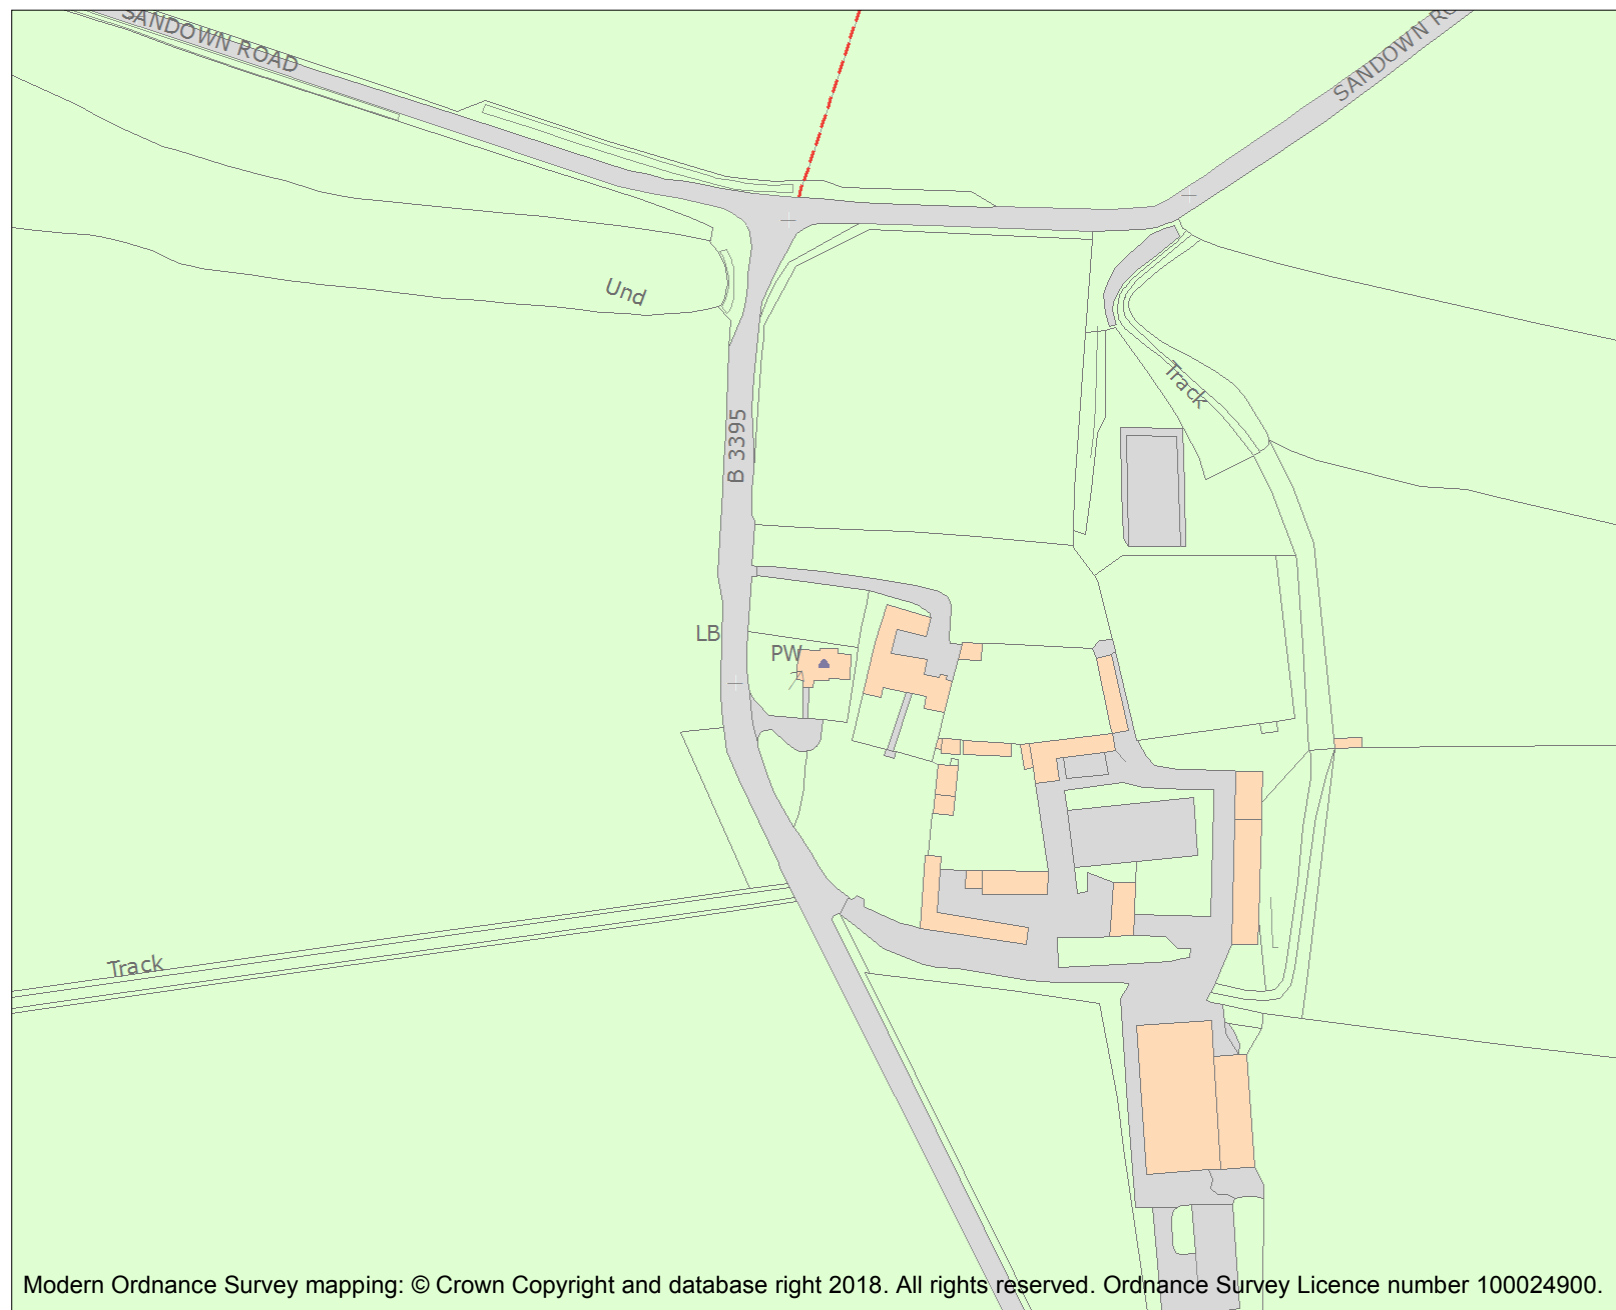 SANDOWN ROAD
SANDOWN
Und
Track
B 3395
LB
PW
Track
Modern Ordnance Survey mapping: © Crown Copyright and database right 2018. All rights reserved. Ordnance Survey Licence number 100024900.